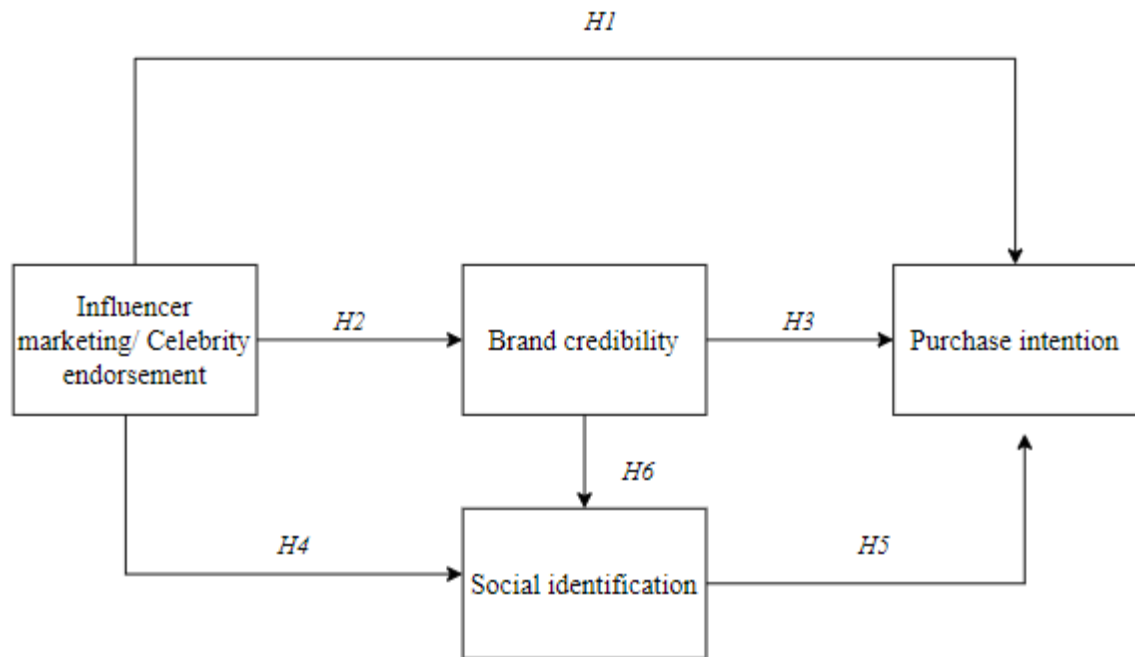 H1
Influencer
marketing/ Celebrity
endorsement
H2
Brand credibility
H3
Purchase intention
H6
H4
H5
Social identification